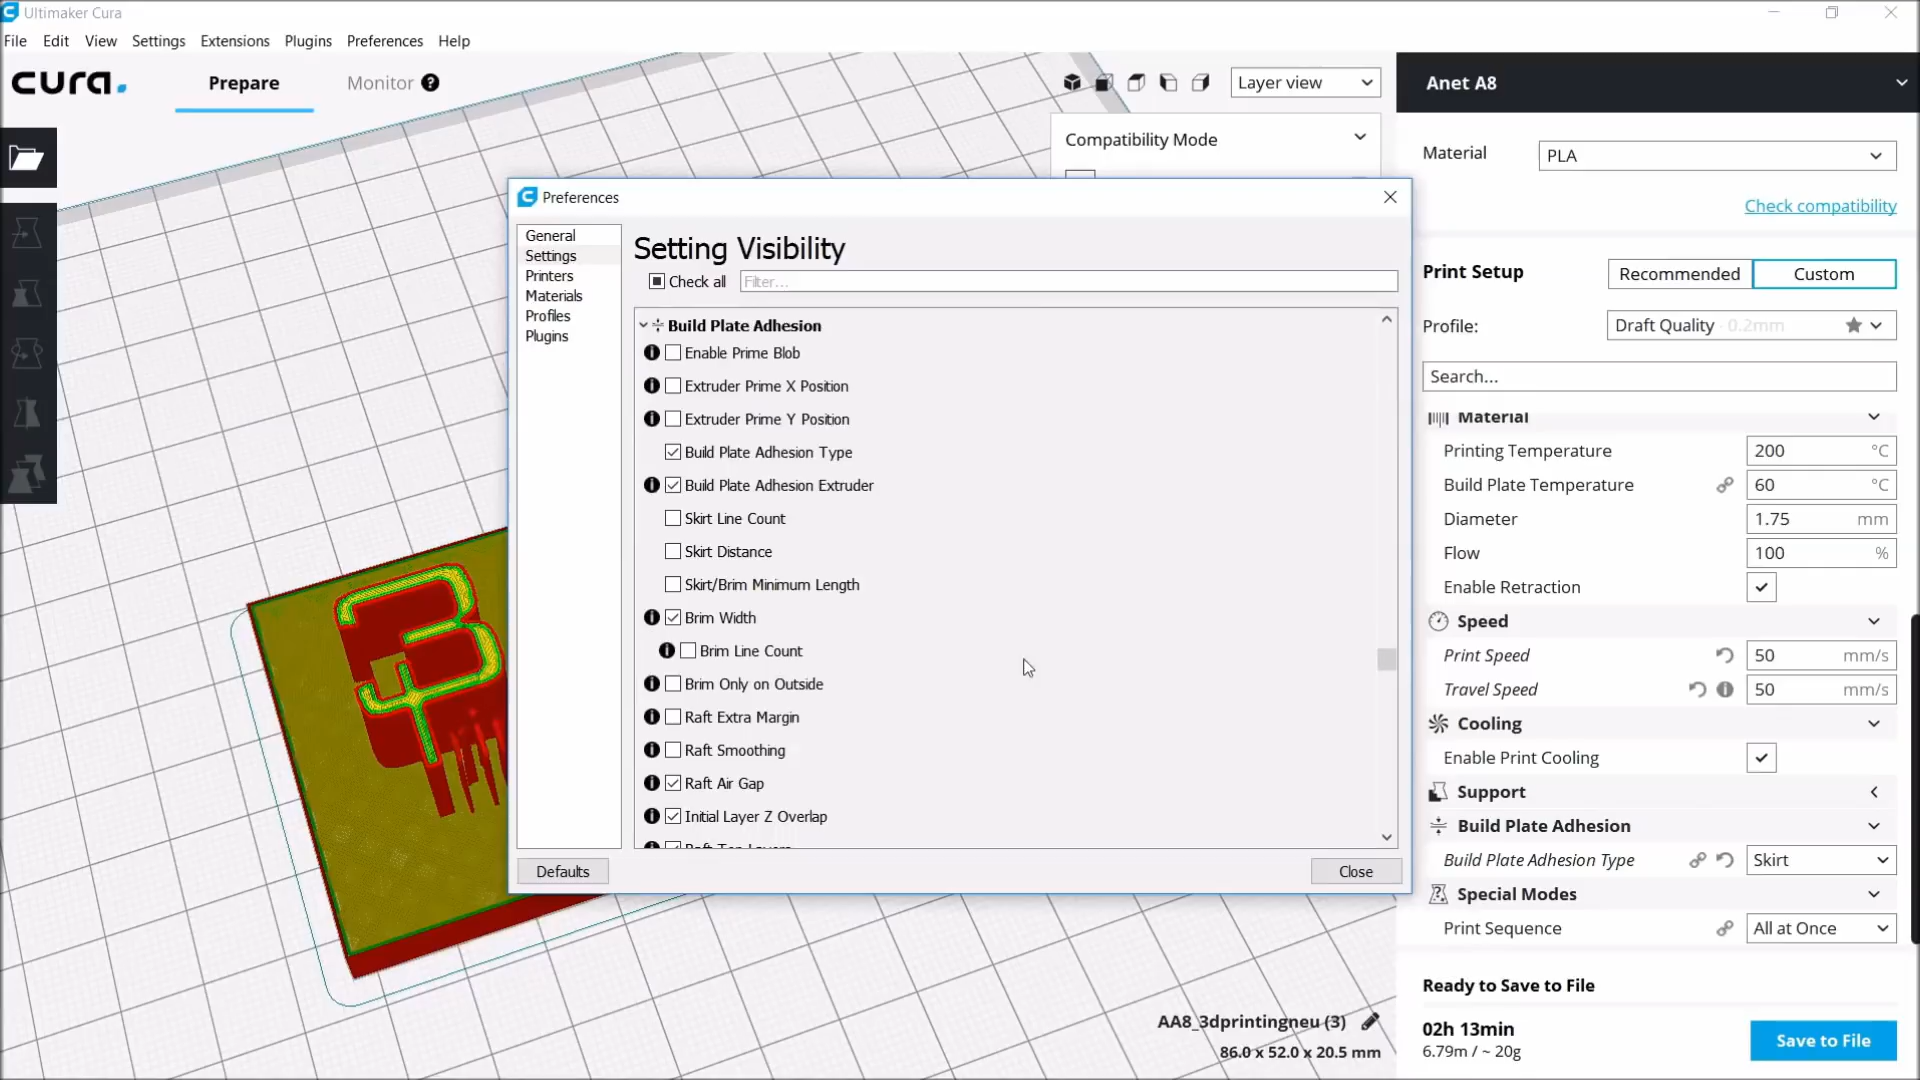 Ultimaker Cura
File Edit View Settings Extensions Plugins Preferences Help
cura.
Prepare
Monitor ?
Layer view
Anet A8
Compatibility Mode
Material
PLA
Check compatibility
Print Setup
Recommended
Custom
Profile:
Draft Quality - 0.2mm
Search...
Material
Printing Temperature 200 °C
Build Plate Temperature 60 °C
Diameter 1.75 mm
Flow 100 %
Enable Retraction
Speed
Print Speed 50 mm/s
Travel Speed 50 mm/s
Cooling
Enable Print Cooling
Support
Build Plate Adhesion
Build Plate Adhesion Type Skirt
Special Modes
Print Sequence All at Once
Ready to Save to File
02h 13min
6.79m / ~ 20g
Save to File
Preferences
General
Settings
Printers
Materials
Profiles
Plugins
Setting Visibility
Check all
Filter...
Build Plate Adhesion
Enable Prime Blob
Extruder Prime X Position
Extruder Prime Y Position
Build Plate Adhesion Type
Build Plate Adhesion Extruder
Skirt Line Count
Skirt Distance
Skirt/Brim Minimum Length
Brim Width
Brim Line Count
Brim Only on Outside
Raft Extra Margin
Raft Smoothing
Raft Air Gap
Initial Layer Z Overlap
Raft Top Layers
Defaults
Close
AA8_3dprintingneu (3)
86.0 x 52.0 x 20.5 mm